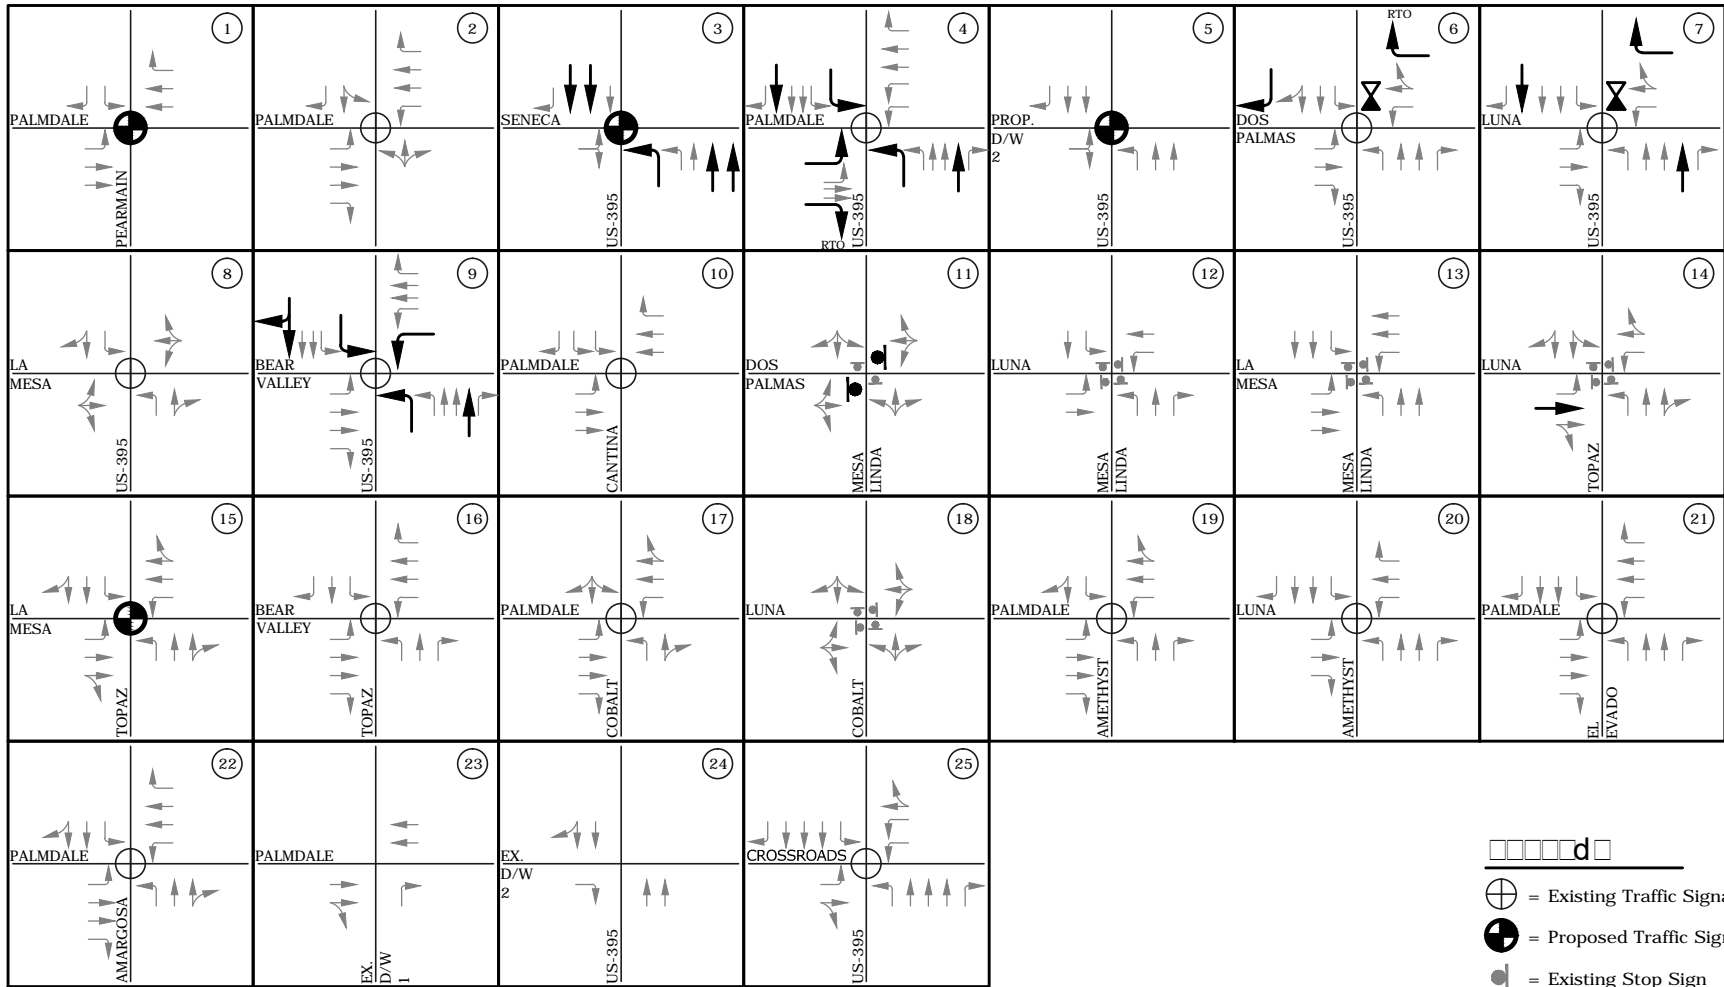 1
PALMDALE
PEARMAIN
2
PALMDALE
3
SENECA
US-395
4
PALMDALE
RTO
US-395
5
PROP.
D/W
2
US-395
6
RTO
DOS
PALMAS
US-395
7
LUNA
US-395
8
LA
MESA
US-395
9
BEAR
VALLEY
US-395
10
PALMDALE
CANTINA
11
DOS
PALMAS
MESA
LINDA
12
LUNA
MESA
LINDA
13
LA
MESA
MESA
LINDA
14
LUNA
TOPAZ
15
LA
MESA
TOPAZ
16
BEAR
VALLEY
TOPAZ
17
PALMDALE
COBALT
18
LUNA
COBALT
19
PALMDALE
AMETHYST
20
LUNA
AMETHYST
21
PALMDALE
EL
EVADO
22
PALMDALE
AMARGOSA
23
PALMDALE
EX.
D/W
1
24
EX.
D/W
2
US-395
25
CROSSROADS
US-395
= Existing Traffic Signa
= Proposed Traffic Sign
= Existing Stop Sign